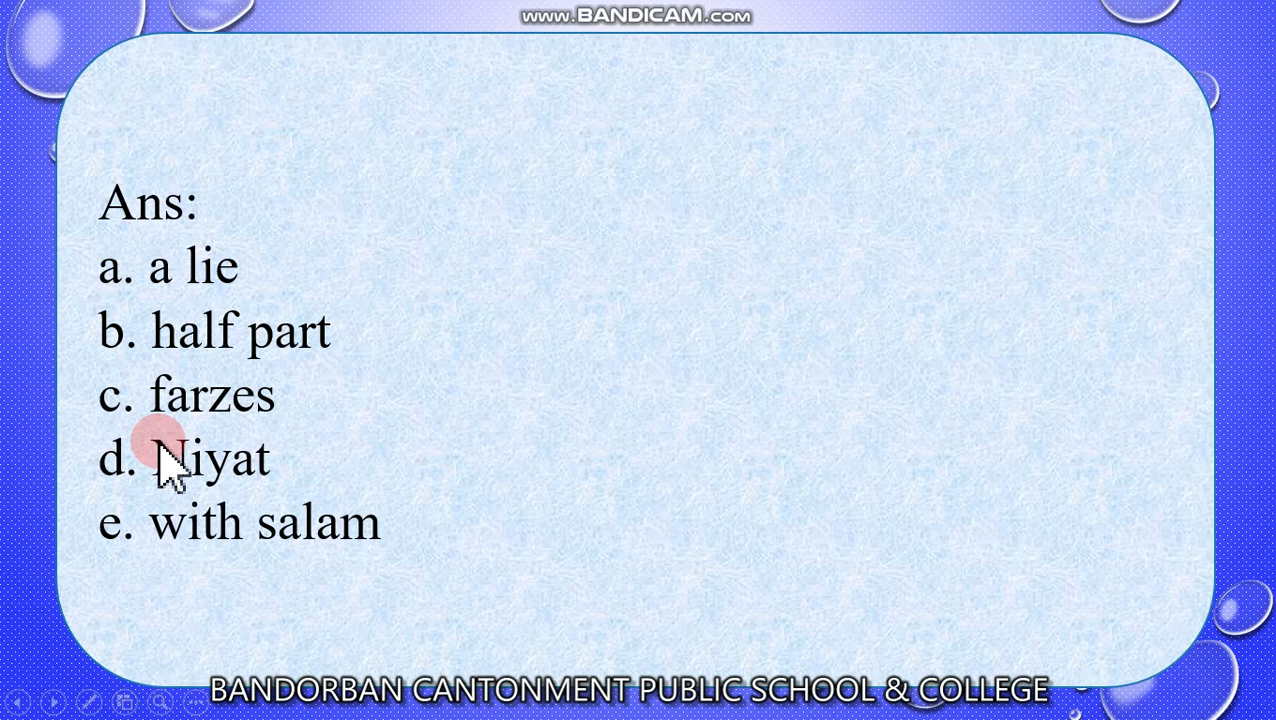 www.BANDICAM.com
Ans:
a. a lie
b. half part
c. farzes
d. Niyat
e. with salam
BANDORBAN CANTONMENT PUBLIC SCHOOL & COLLEGE